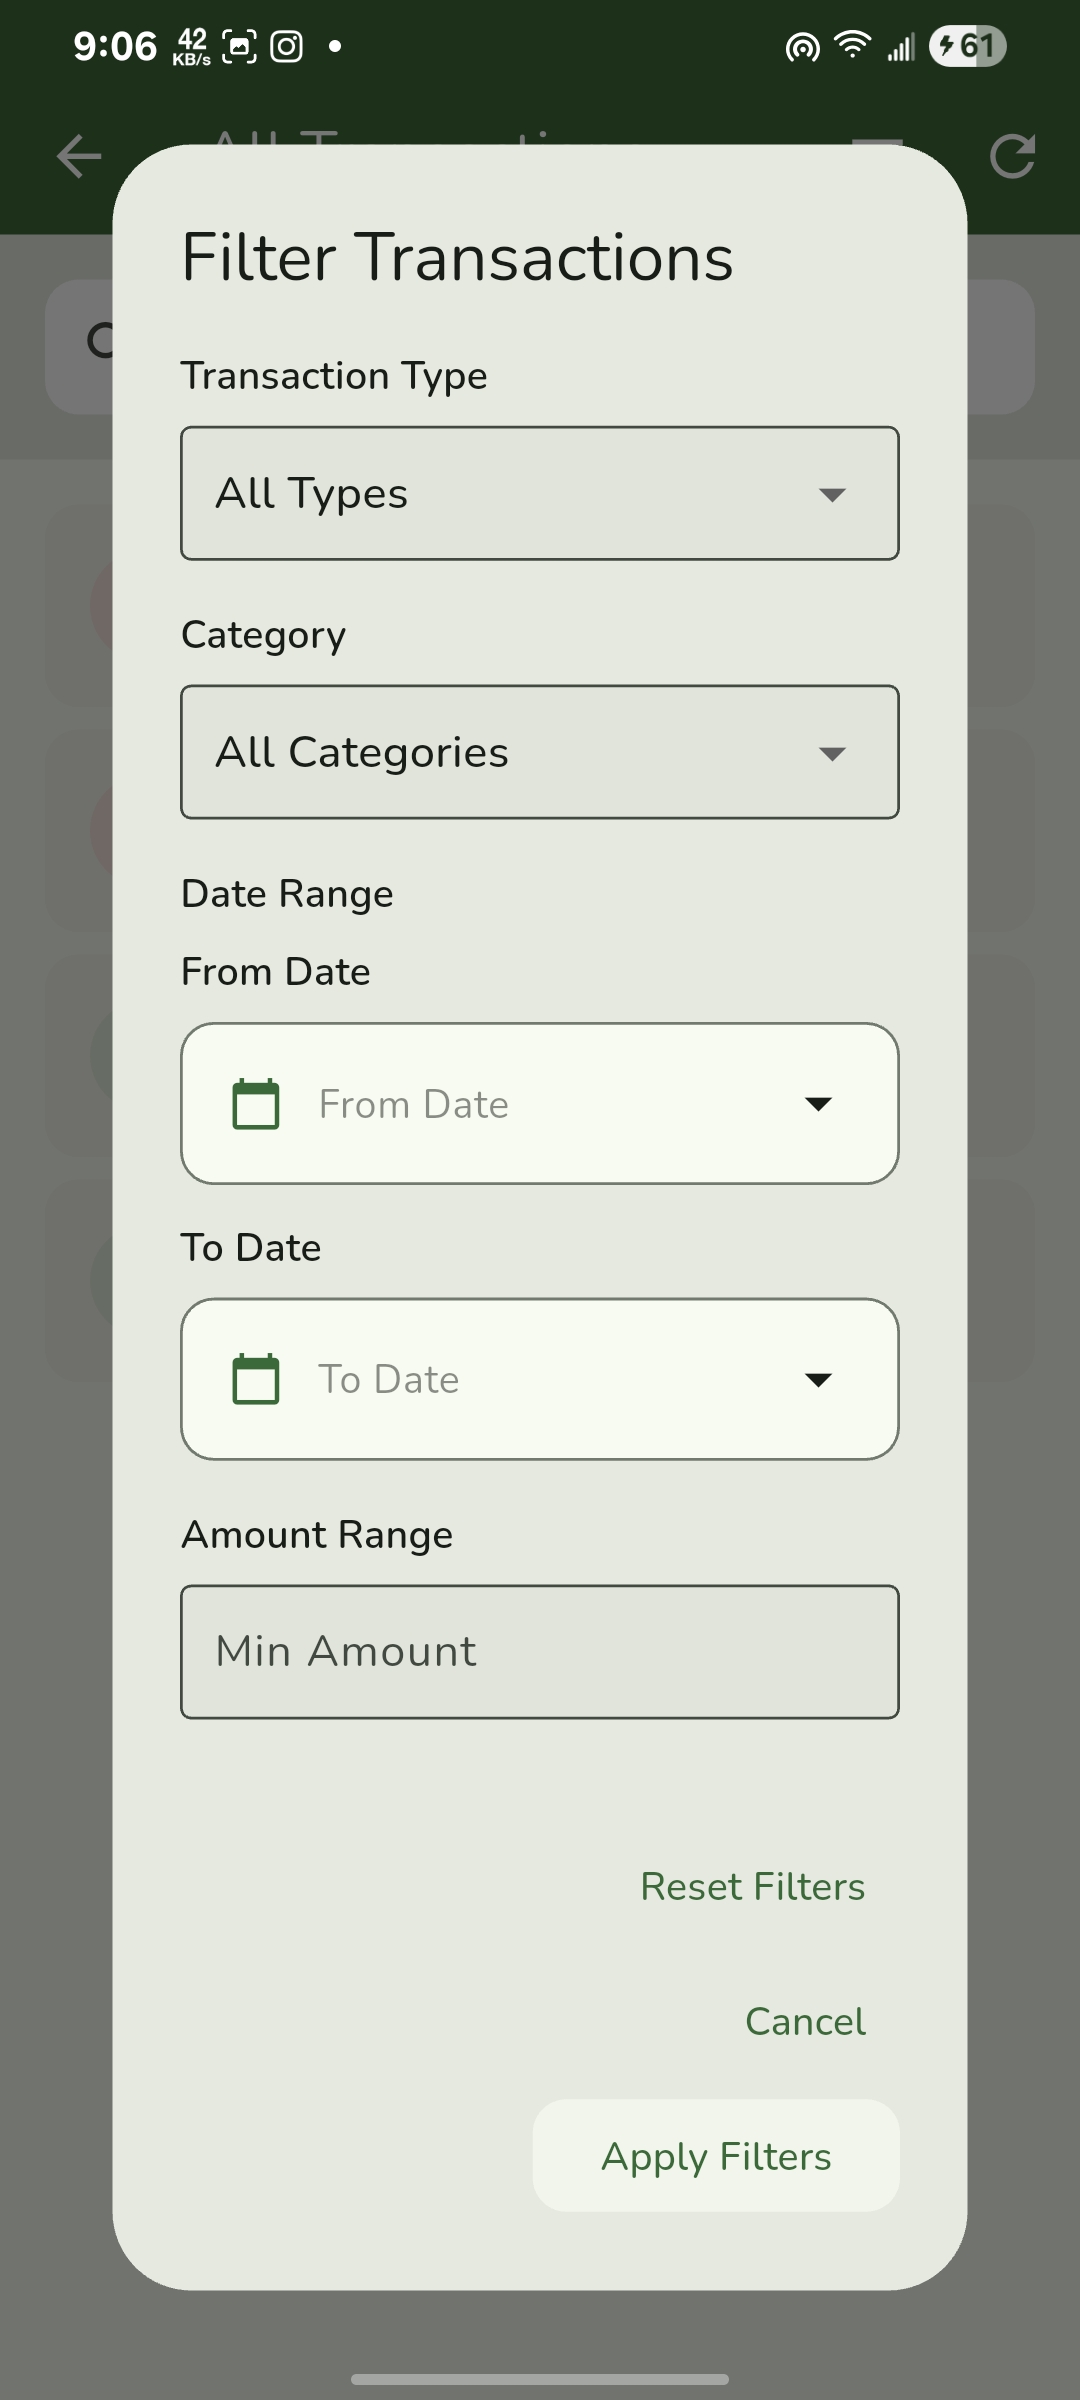 9:06 42 KB/s 61
Filter Transactions
Transaction Type
All Types
Category
All Categories
Date Range
From Date
From Date
To Date
To Date
Amount Range
Min Amount
Reset Filters
Cancel
Apply Filters